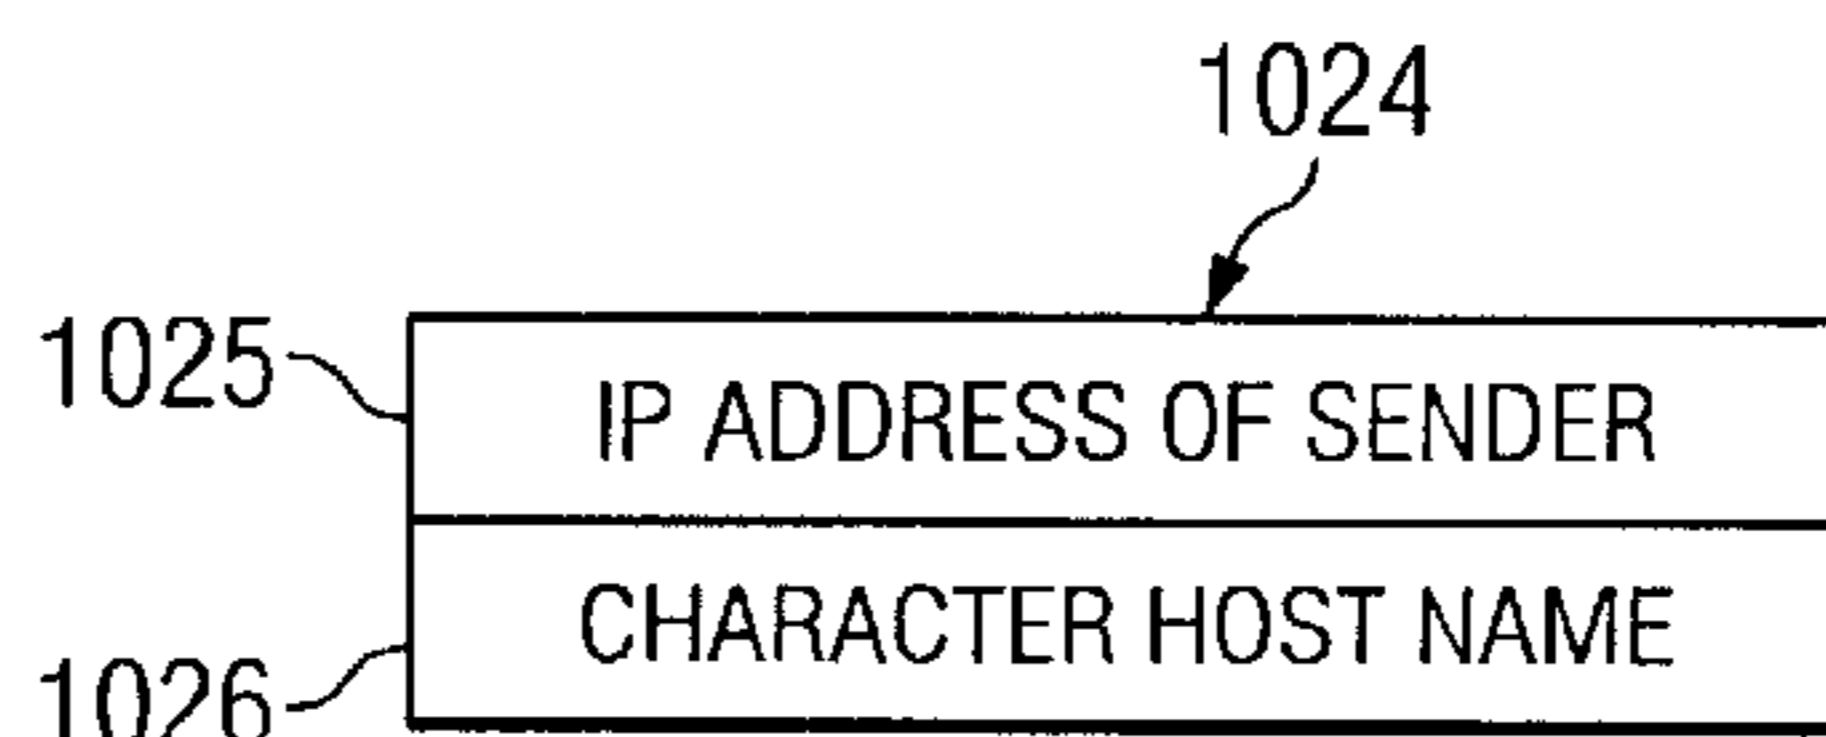 1024
1025
IP ADDRESS OF SENDER
CHARACTER HOST NAME
1026